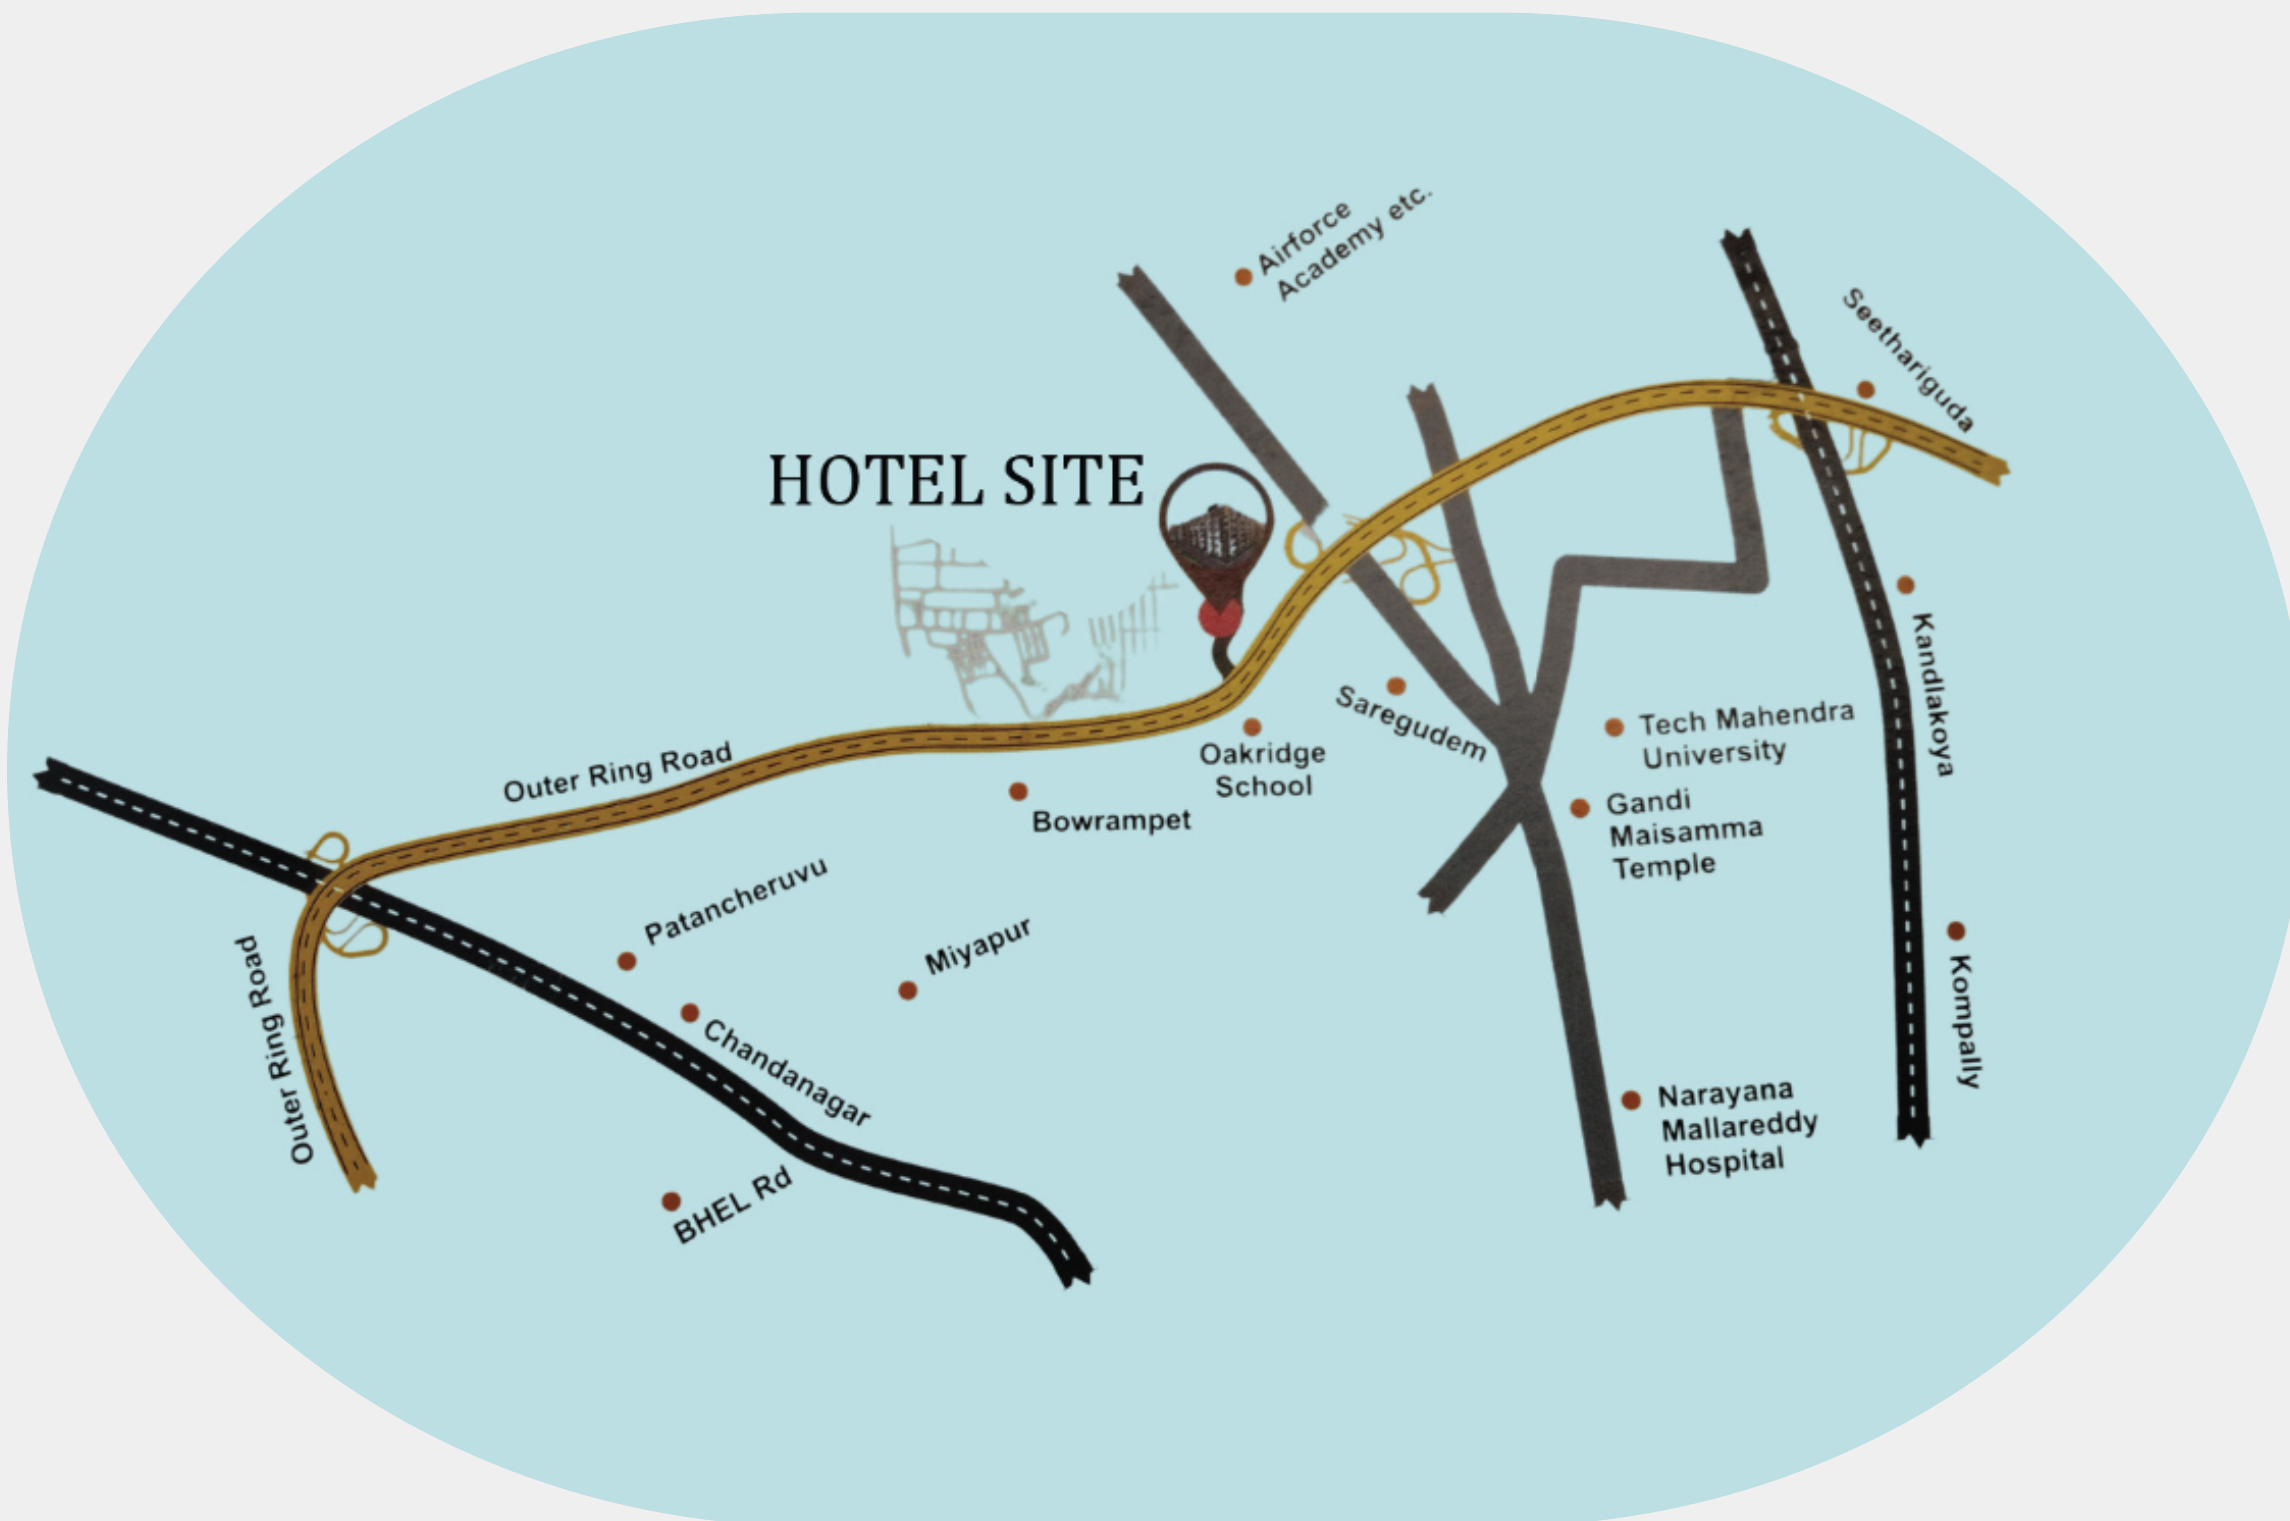 Airforce
Academy etc.
Seethariguda
HOTEL SITE
Kandlakoya
Saregudem
Tech Mahendra
University
Oakridge
School
Outer Ring Road
Bowrampet
Gandi
Maisamma
Temple
Patancheruvu
Miyapur
Outer Ring Road
Chandanagar
Kompally
Narayana
Mallareddy
Hospital
BHEL Rd